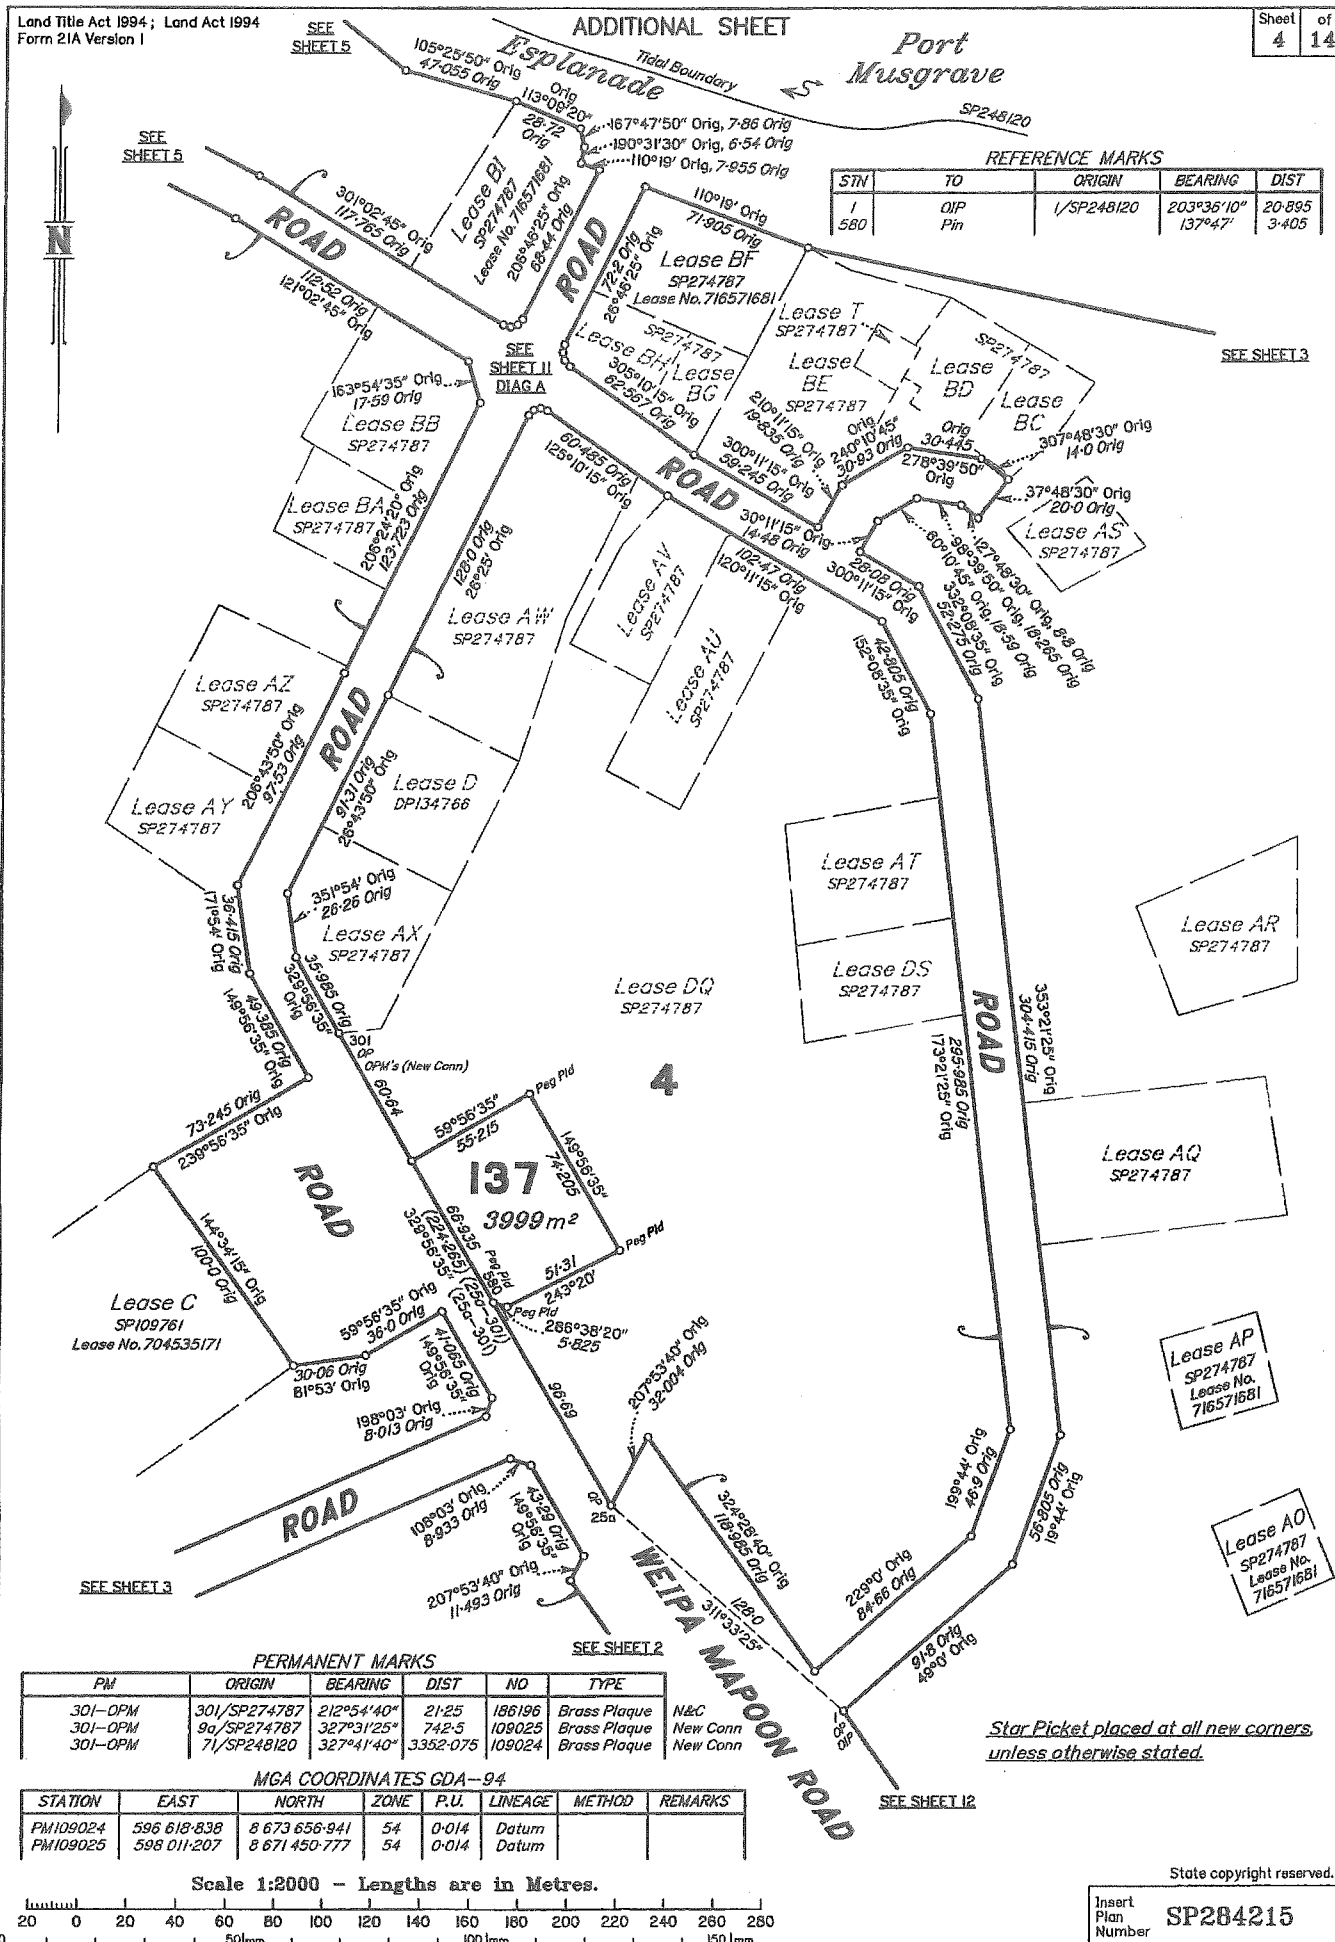 Land Title Act 1994; Land Act 1994
Form 21A Version 1
ADDITIONAL SHEET
Sheet of
4 14
SEE
SHEET 5
Esplanade
Tidal Boundary
Port
Musgrave
SP248120
105°25'50" Orig
47·055 Orig
Orig
113°09'20"
28·72
Orig
167°47'50" Orig, 7·86 Orig
190°31'30" Orig, 6·54 Orig
110°19' Orig, 7·955 Orig
SEE
SHEET 5
N
REFERENCE MARKS
STN TO ORIGIN BEARING DIST
1 OIP 1/SP248120 203°36'10" 20·895
580 Pin 137°47' 3·405
301°02'45" Orig
117·765 Orig
ROAD
Lease BI
SP274787
Lease No. 716571681
206°46'25" Orig
68·44 Orig
ROAD
110°19' Orig
71·905 Orig
72·2 Orig
26°46'25" Orig
Lease BF
SP274787
Lease No. 716571681
112·52 Orig
121°02'45" Orig
SEE
SHEET 11
DIAG A
SP274787
Lease BH
Lease
BG
305°10'15" Orig
62·567 Orig
Lease T
SP274787
Lease
BE
SP274787
SP274787
Lease
BD
Lease
BC
SEE SHEET 3
163°54'35" Orig
17·59 Orig
Lease BB
SP274787
60·485 Orig
125°10'15" Orig
ROAD
300°11'15" Orig
59·245 Orig
210°11'15" Orig
19·835 Orig
Orig
240°10'45"
30·93 Orig
Orig
30·445
278°39'50"
Orig
307°48'30" Orig
14·0 Orig
37°48'30" Orig
20·0 Orig
Lease AS
SP274787
Lease BA
SP274787
206°24'20" Orig
123·723 Orig
128·0 Orig
26°25' Orig
30°11'15" Orig
14·48 Orig
102·47 Orig
120°11'15" Orig
28·08 Orig
300°11'15" Orig
127°48'30" Orig, 8·8 Orig
98°39'50" Orig, 18·265 Orig
60°10'45" Orig, 18·59 Orig
332°08'35" Orig
52·275 Orig
Lease AW
SP274787
Lease AV
SP274787
Lease AU
SP274787
42·805 Orig
152°08'35" Orig
Lease AZ
SP274787
ROAD
206°43'50" Orig
97·53 Orig
Lease AY
SP274787
91·31 Orig
26°43'50" Orig
Lease D
DP134766
Lease AT
SP274787
Lease AR
SP274787
351°54' Orig
26·26 Orig
Lease AX
SP274787
36·415 Orig
171°54' Orig
35·985 Orig
329°56'35"
Orig
Lease DQ
SP274787
Lease DS
SP274787
ROAD
353°21'25" Orig
304·415 Orig
295·985 Orig
173°21'25" Orig
49·385 Orig
149°56'35" Orig
301
OP
OPM's (New Conn)
60·64
4
73·245 Orig
239°56'35" Orig
59°56'35"
55·215
Peg Pld
149°56'35"
74·205
Lease AQ
SP274787
ROAD
137
3999 m²
66·935
(224·265) (25a-301)
329°56'35" (25a-301)
Peg Pld
580
Peg Pld
51·31
243°20'
Peg Pld
286°38'20"
5·825
144°34'15" Orig
100·0 Orig
Lease C
SP109761
Lease No. 704535171
59°56'35" Orig
36·0 Orig
41·065 Orig
149°56'35"
Orig
30·06 Orig
81°53' Orig
198°03' Orig
8·013 Orig
96·69
207°53'40" Orig
32·004 Orig
Lease AP
SP274787
Lease No.
716571681
ROAD
108°03' Orig
8·933 Orig
43·29 Orig
149°56'35"
Orig
OP
25a
324°28'40" Orig
118·985 Orig
199°44' Orig
46·9 Orig
56·805 Orig
19°44' Orig
Lease AO
SP274787
Lease No.
716571681
SEE SHEET 3
207°53'40" Orig
11·493 Orig
SEE SHEET 2
WEIPA MAPOON ROAD
128·0
311°33'25"
229°0' Orig
84·66 Orig
91·8 Orig
49°0' Orig
1
OP
OIP
SEE SHEET 12
PERMANENT MARKS
PM ORIGIN BEARING DIST NO TYPE
301-OPM 301/SP274787 212°54'40" 21·25 186196 Brass Plaque N&C
301-OPM 9a/SP274787 327°31'25" 742·5 109025 Brass Plaque New Conn
301-OPM 71/SP248120 327°41'40" 3352·075 109024 Brass Plaque New Conn
Star Picket placed at all new corners,
unless otherwise stated.
MGA COORDINATES GDA-94
STATION EAST NORTH ZONE P.U. LINEAGE METHOD REMARKS
PM109024 596 618·838 8 673 656·941 54 0·014 Datum
PM109025 598 011·207 8 671 450·777 54 0·014 Datum
Scale 1:2000 - Lengths are in Metres.
20 0 20 40 60 80 100 120 140 160 180 200 220 240 260 280
50mm 100mm 150mm
State copyright reserved.
Insert
Plan
Number
SP284215